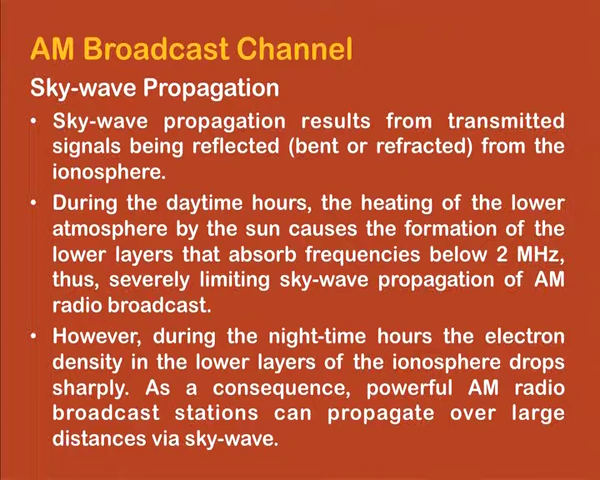 AM Broadcast Channel
Sky-wave Propagation
• Sky-wave propagation results from transmitted
signals being reflected (bent or refracted) from the
ionosphere.
• During the daytime hours, the heating of the lower
atmosphere by the sun causes the formation of the
lower layers that absorb frequencies below 2 MHz,
thus, severely limiting sky-wave propagation of AM
radio broadcast.
• However, during the night-time hours the electron
density in the lower layers of the ionosphere drops
sharply. As a consequence, powerful AM radio
broadcast stations can propagate over large
distances via sky-wave.